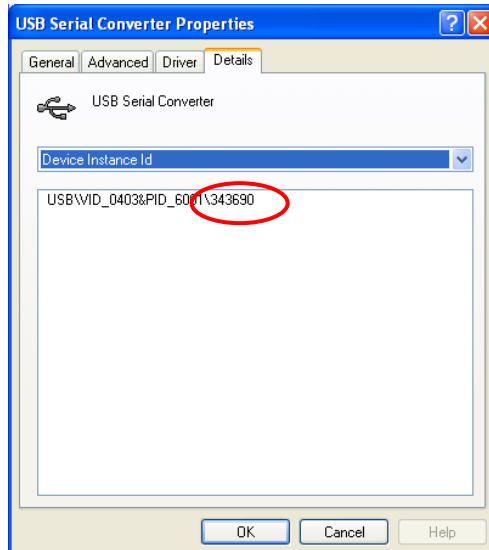 USB Serial Converter Properties
General Advanced Driver Details
USB Serial Converter
Device Instance Id
USB\VID_0403&PID_6001\343690
OK Cancel Help